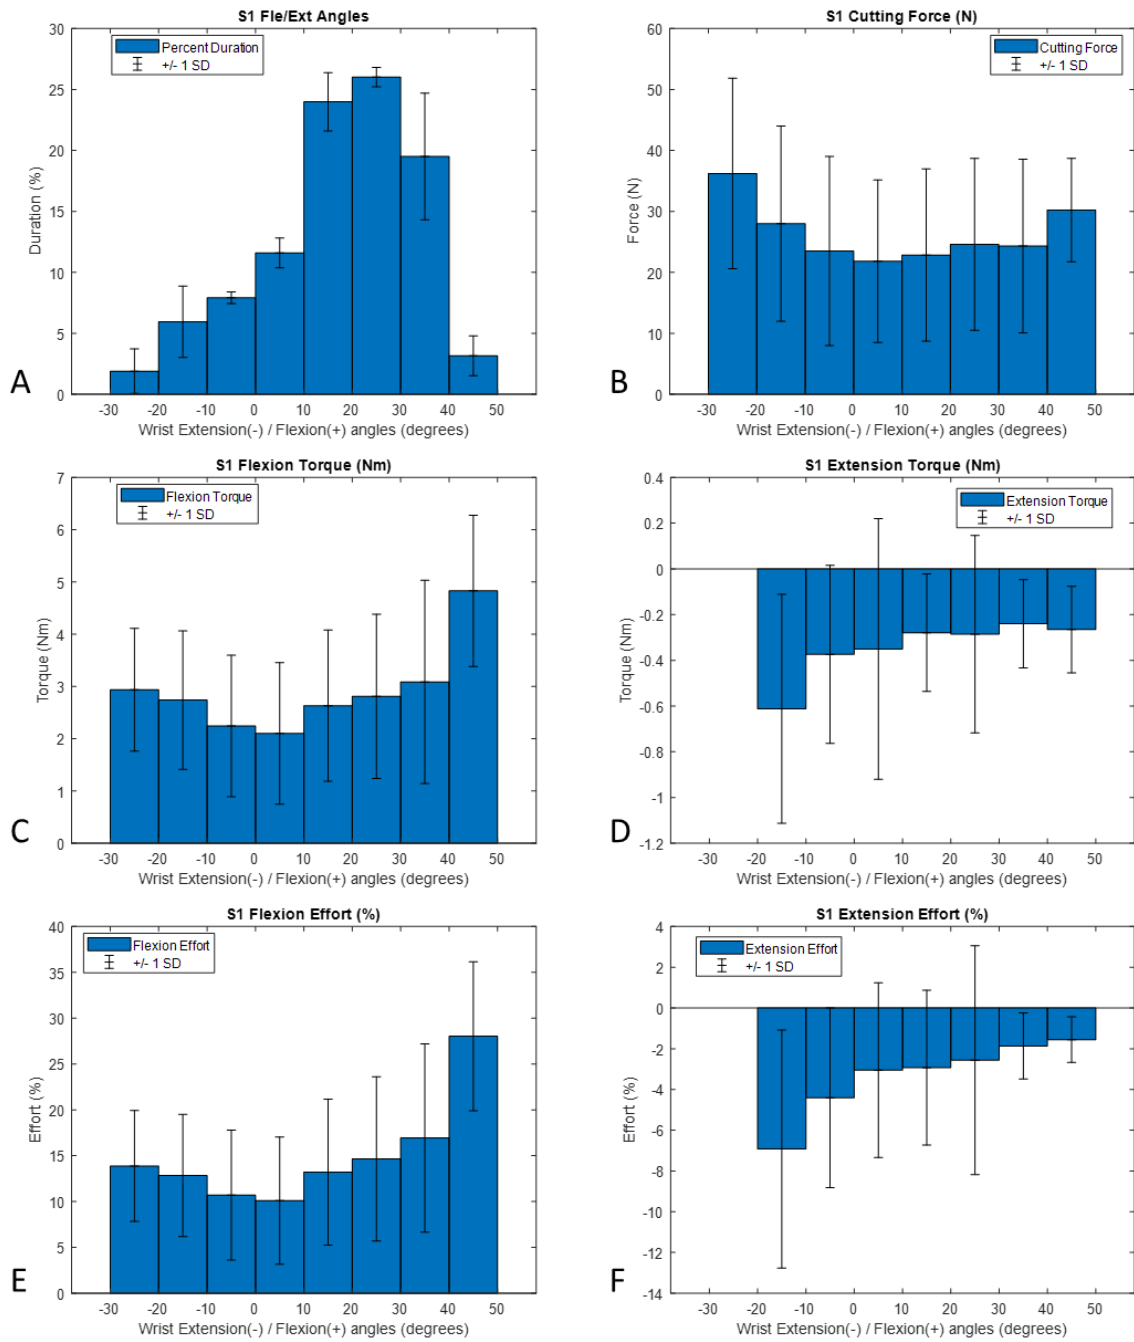 S1 Fle/Ext Angles
30
25
20
15
10
5
0
Duration (%)
Percent Duration
+/- 1 SD
-30 -20 -10 0 10 20 30 40 50
Wrist Extension(-) / Flexion(+) angles (degrees)
A
S1 Cutting Force (N)
60
50
40
30
20
10
0
Force (N)
Cutting Force
+/- 1 SD
-30 -20 -10 0 10 20 30 40 50
Wrist Extension(-) / Flexion(+) angles (degrees)
B
S1 Flexion Torque (Nm)
7
6
5
4
3
2
1
0
Torque (Nm)
Flexion Torque
+/- 1 SD
-30 -20 -10 0 10 20 30 40 50
Wrist Extension(-) / Flexion(+) angles (degrees)
C
S1 Extension Torque (Nm)
0.4
0.2
0
-0.2
-0.4
-0.6
-0.8
-1
-1.2
Torque (Nm)
Extension Torque
+/- 1 SD
-30 -20 -10 0 10 20 30 40 50
Wrist Extension(-) / Flexion(+) angles (degrees)
D
S1 Flexion Effort (%)
40
35
30
25
20
15
10
5
0
Effort (%)
Flexion Effort
+/- 1 SD
-30 -20 -10 0 10 20 30 40 50
Wrist Extension(-) / Flexion(+) angles (degrees)
E
S1 Extension Effort (%)
4
2
0
-2
-4
-6
-8
-10
-12
-14
Effort (%)
Extension Effort
+/- 1 SD
-30 -20 -10 0 10 20 30 40 50
Wrist Extension(-) / Flexion(+) angles (degrees)
F